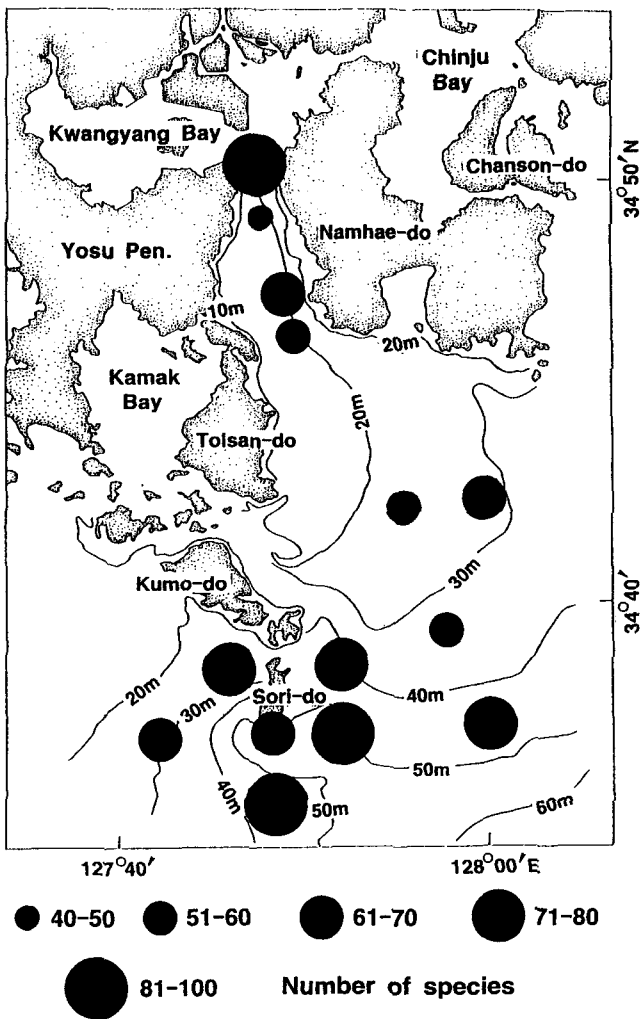 Chinju
Bay
Kwangyang Bay
Chanson-do
34°50′N
Namhae-do
Yosu Pen.
10m
20m
Kamak
Bay
20m
Tolsan-do
30m
Kumo-do
34°40′
20m
Sori-do
40m
30m
40m
50m
50m
60m
127°40′
128°00′E
40-50
51-60
61-70
71-80
81-100
Number of species